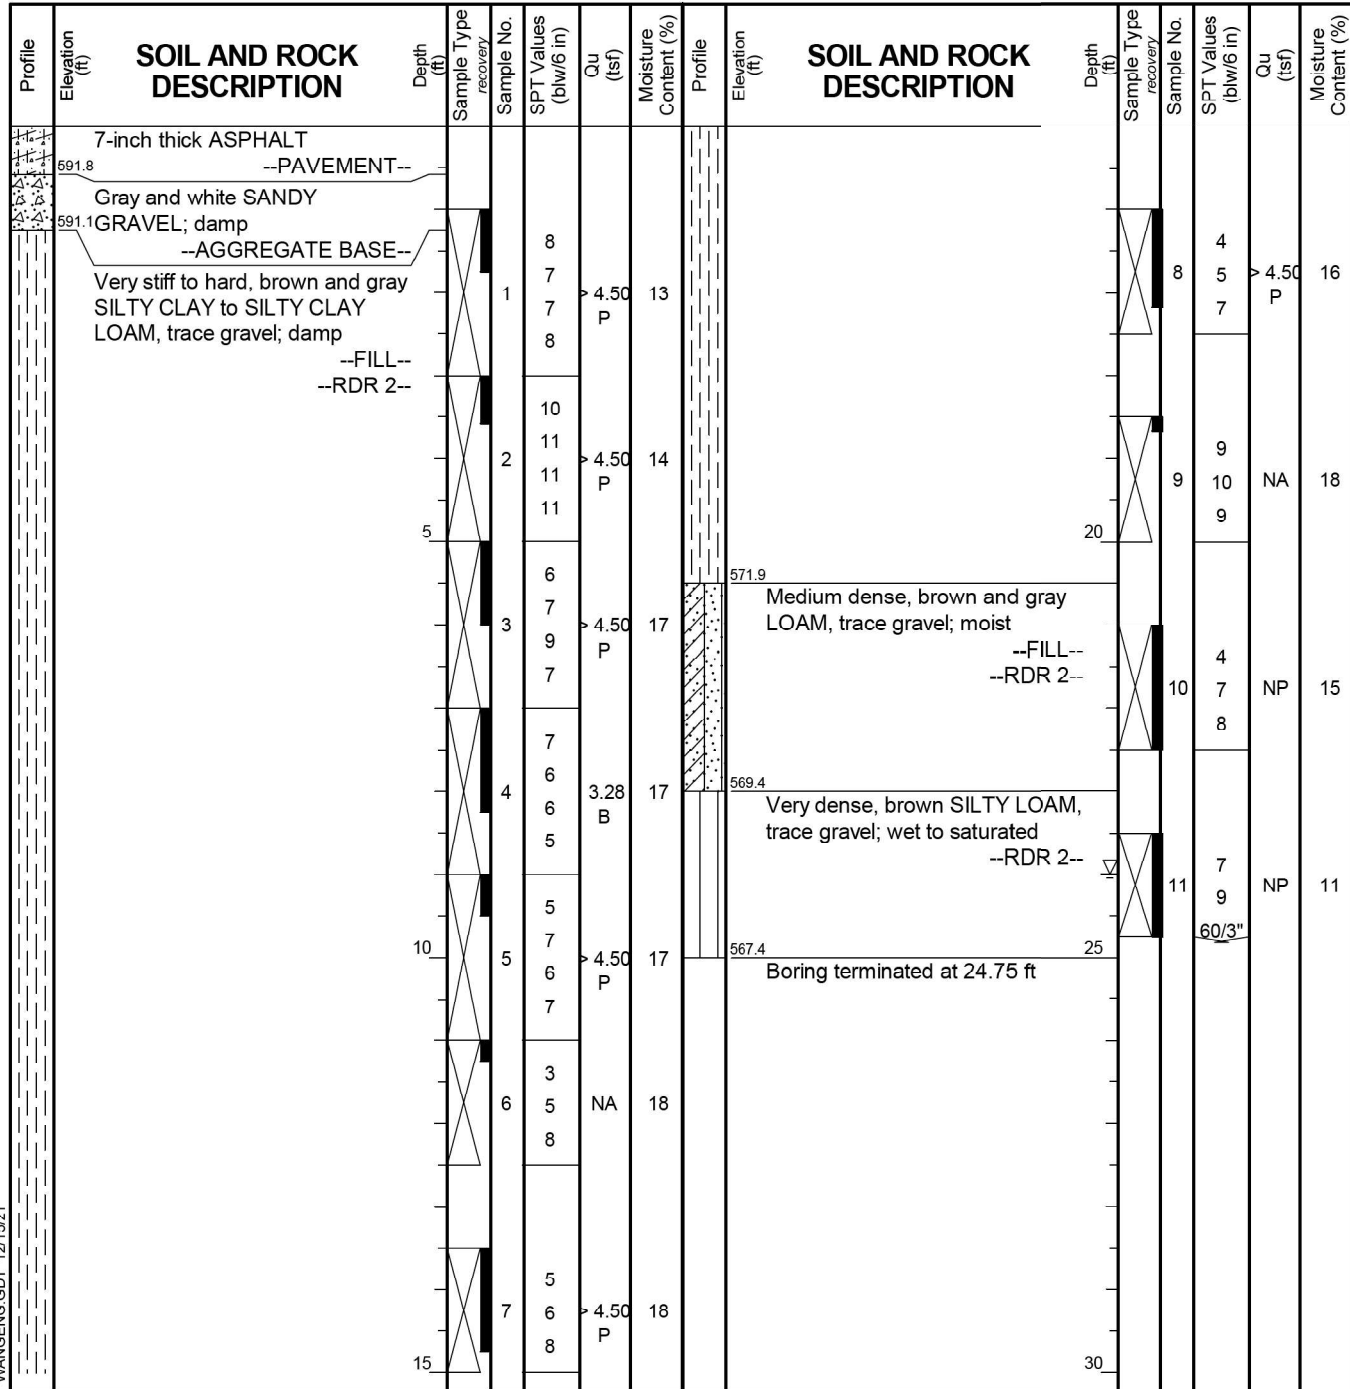 Profile
Elevation
(ft)
SOIL AND ROCK
DESCRIPTION
Depth
(ft)
Sample Type
recovery
Sample No.
SPT Values
(blw/6 in)
Qu
(tsf)
Moisture
Content (%)
Profile
Elevation
(ft)
SOIL AND ROCK
DESCRIPTION
Depth
(ft)
Sample Type
recovery
Sample No.
SPT Values
(blw/6 in)
Qu
(tsf)
Moisture
Content (%)
7-inch thick ASPHALT
591.8 --PAVEMENT--
Gray and white SANDY
591.1 GRAVEL; damp
--AGGREGATE BASE--
Very stiff to hard, brown and gray
SILTY CLAY to SILTY CLAY
LOAM, trace gravel; damp
--FILL--
--RDR 2--
8
7
1 > 4.50 13
7 P
8
10
11
2 > 4.50 14
11 P
11
5
6
7
3 > 4.50 17
9 P
7
7
6
4 3.28 17
6 B
5
5
7
10 5 > 4.50 17
6 P
7
3
6 5 NA 18
8
5
7 6 > 4.50 18
8 P
15
4
8 5 > 4.50 16
7 P
9
9 10 NA 18
9
20
571.9
Medium dense, brown and gray
LOAM, trace gravel; moist
--FILL--
--RDR 2--
4
10 7 NP 15
8
569.4
Very dense, brown SILTY LOAM,
trace gravel; wet to saturated
--RDR 2--
7
11 9 NP 11
60/3"
25
567.4
Boring terminated at 24.75 ft
30
WANGENG.GDT 12/15/21